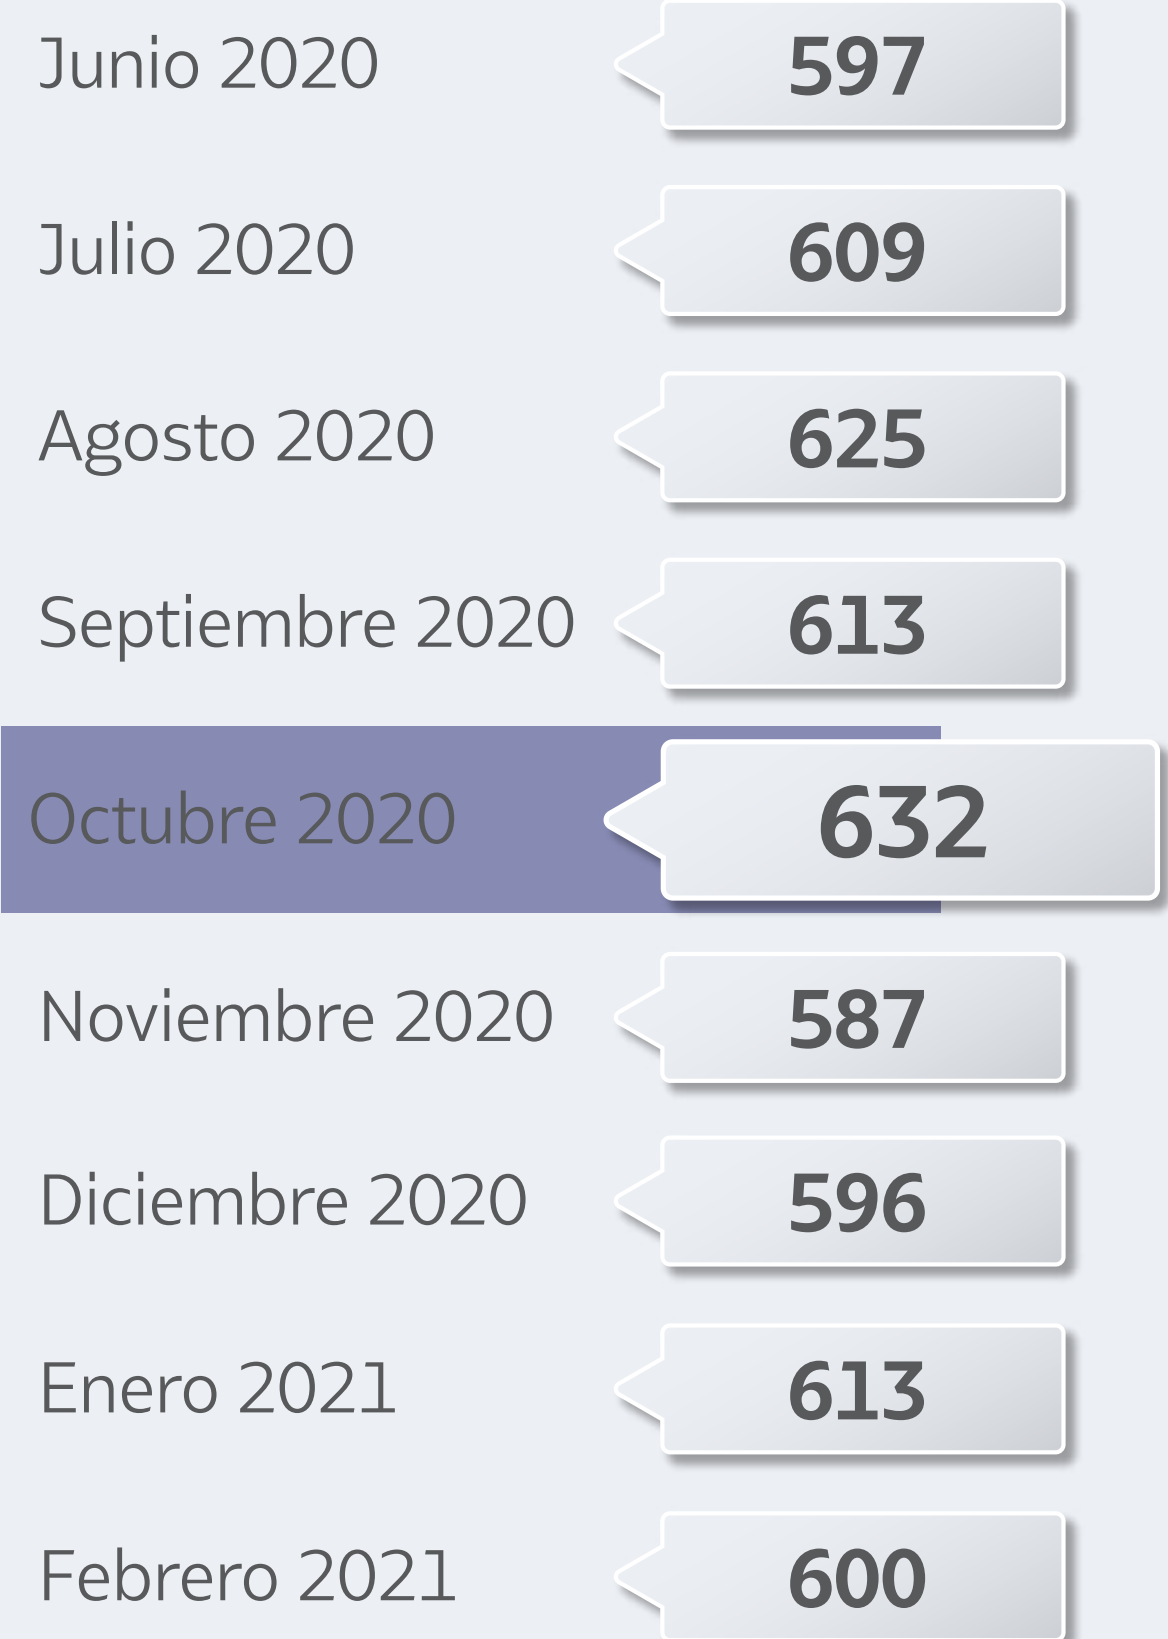 Junio 2020 597
Julio 2020 609
Agosto 2020 625
Septiembre 2020 613
Octubre 2020 632
Noviembre 2020 587
Diciembre 2020 596
Enero 2021 613
Febrero 2021 600